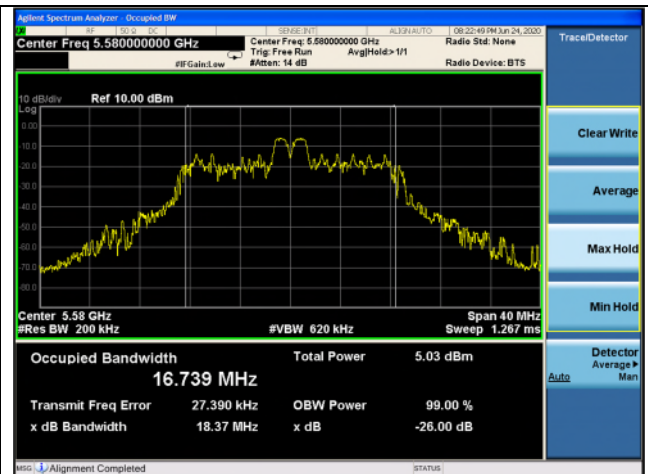 Agilent Spectrum Analyzer - Occupied BW
RF 50 Ω DC SENSE:INT ALIGN AUTO 08:22:49 PM Jun 24, 2020
Center Freq 5.580000000 GHz
Center Freq: 5.580000000 GHz
Radio Std: None
Trig: Free Run Avg|Hold:>1/1
#IFGain:Low #Atten: 14 dB Radio Device: BTS
10 dB/div Ref 10.00 dBm
Log
0.00
-10.0
-20.0
-30.0
-40.0
-50.0
-60.0
-70.0
-80.0
Center 5.58 GHz Span 40 MHz
#Res BW 200 kHz #VBW 620 kHz Sweep 1.267 ms
Occupied Bandwidth Total Power 5.03 dBm
16.739 MHz
Transmit Freq Error 27.390 kHz OBW Power 99.00 %
x dB Bandwidth 18.37 MHz x dB -26.00 dB
MSG Alignment Completed STATUS
Trace/Detector
Clear Write
Average
Max Hold
Min Hold
Detector
Average
Auto Man